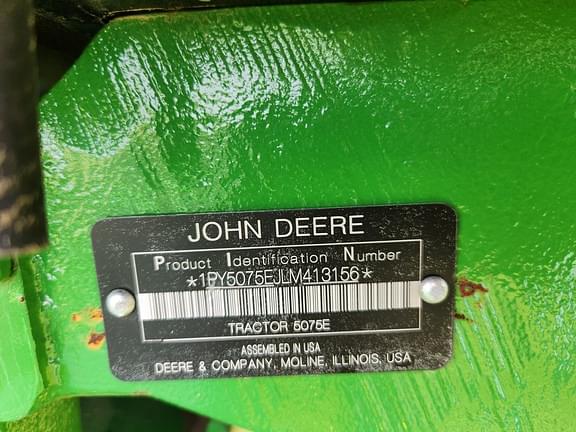 JOHN DEERE
Product Identification Number
*1PY5075EJLM413156*
TRACTOR 5075E
ASSEMBLED IN USA
DEERE & COMPANY, MOLINE, ILLINOIS, USA